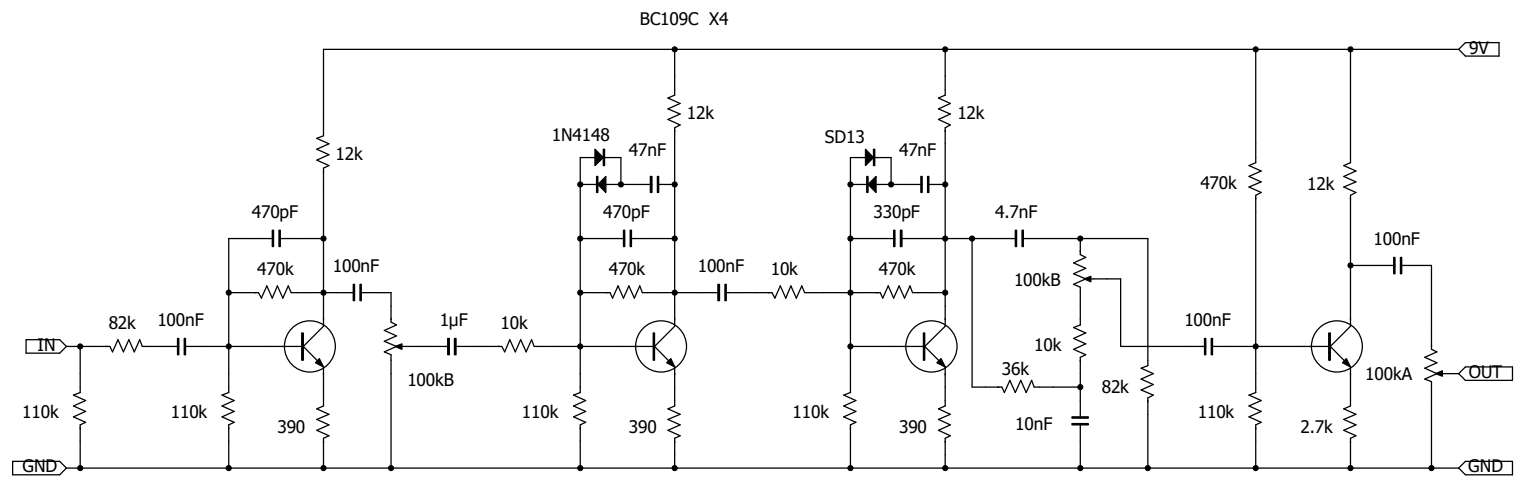 BC109C X4
9V
12k
12k
12k
1N4148
47nF
SD13
47nF
470k
12k
470pF
470pF
330pF
4.7nF
100nF
470k
100nF
470k
100nF
10k
470k
100kB
82k
100nF
1µF
10k
100nF
IN
10k
100kB
36k
82k
100kA
OUT
110k
110k
390
110k
390
110k
390
10nF
110k
2.7k
GND
GND